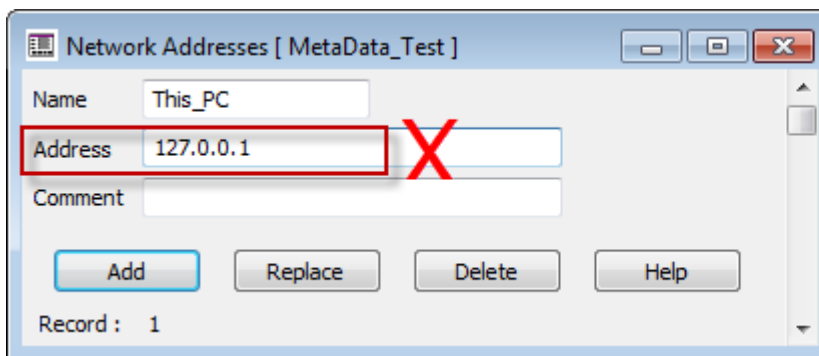 Network Addresses [ MetaData_Test ]
Name This_PC
Address 127.0.0.1 X
Comment
Add Replace Delete Help
Record : 1